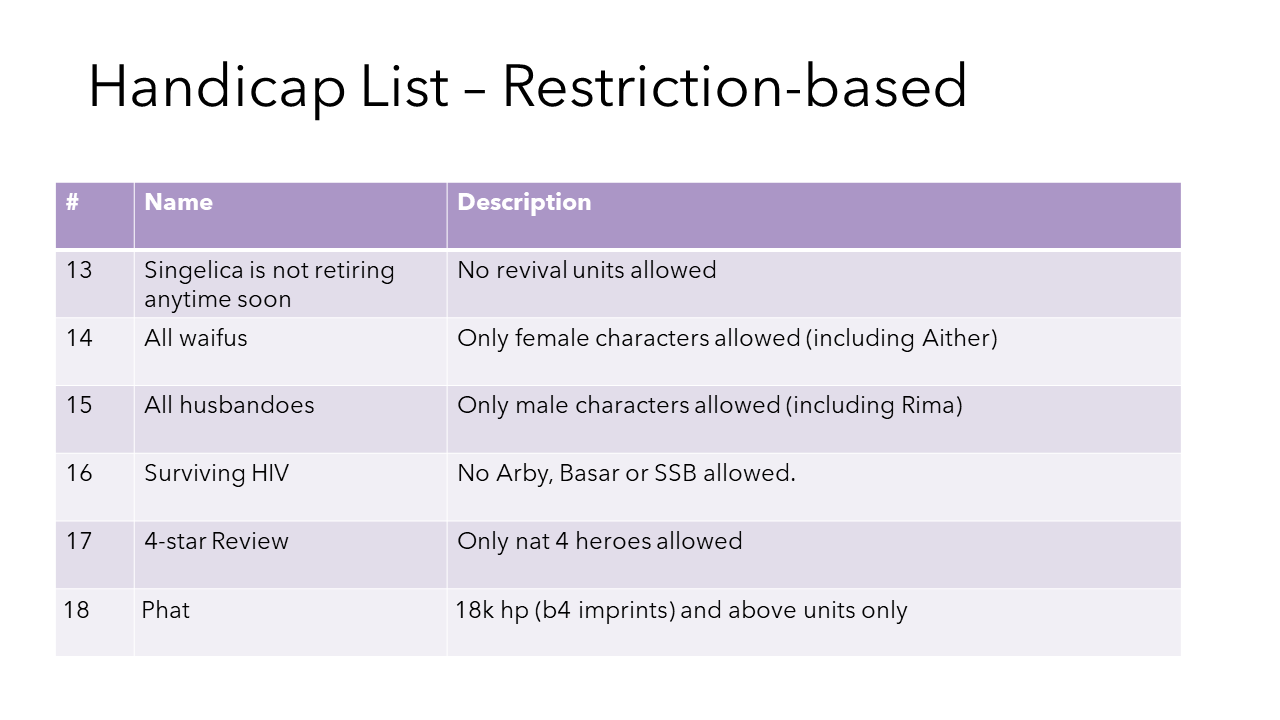 Handicap List – Restriction-based
# Name Description
13 Singelica is not retiring No revival units allowed
anytime soon
14 All waifus Only female characters allowed (including Aither)
15 All husbandoes Only male characters allowed (including Rima)
16 Surviving HIV No Arby, Basar or SSB allowed.
17 4-star Review Only nat 4 heroes allowed
18 Phat 18k hp (b4 imprints) and above units only